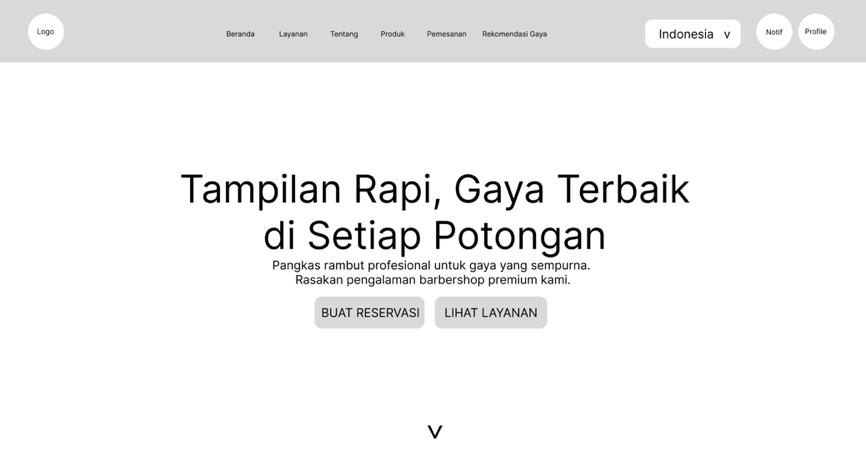 Logo
Beranda
Layanan
Tentang
Produk
Pemesanan
Rekomendasi Gaya
Indonesia v
Notif
Profile
Tampilan Rapi, Gaya Terbaik
di Setiap Potongan
Pangkas rambut profesional untuk gaya yang sempurna.
Rasakan pengalaman barbershop premium kami.
BUAT RESERVASI
LIHAT LAYANAN
V